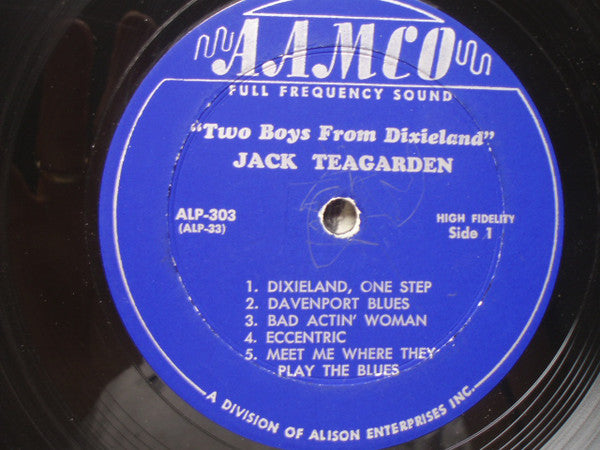 AAMCO
FULL FREQUENCY SOUND
"Two Boys From Dixieland"
JACK TEAGARDEN
ALP-303
(ALP-33)
HIGH FIDELITY
Side 1
1. DIXIELAND, ONE STEP
2. DAVENPORT BLUES
3. BAD ACTIN' WOMAN
4. ECCENTRIC
5. MEET ME WHERE THEY
PLAY THE BLUES
A DIVISION OF ALISON ENTERPRISES INC.